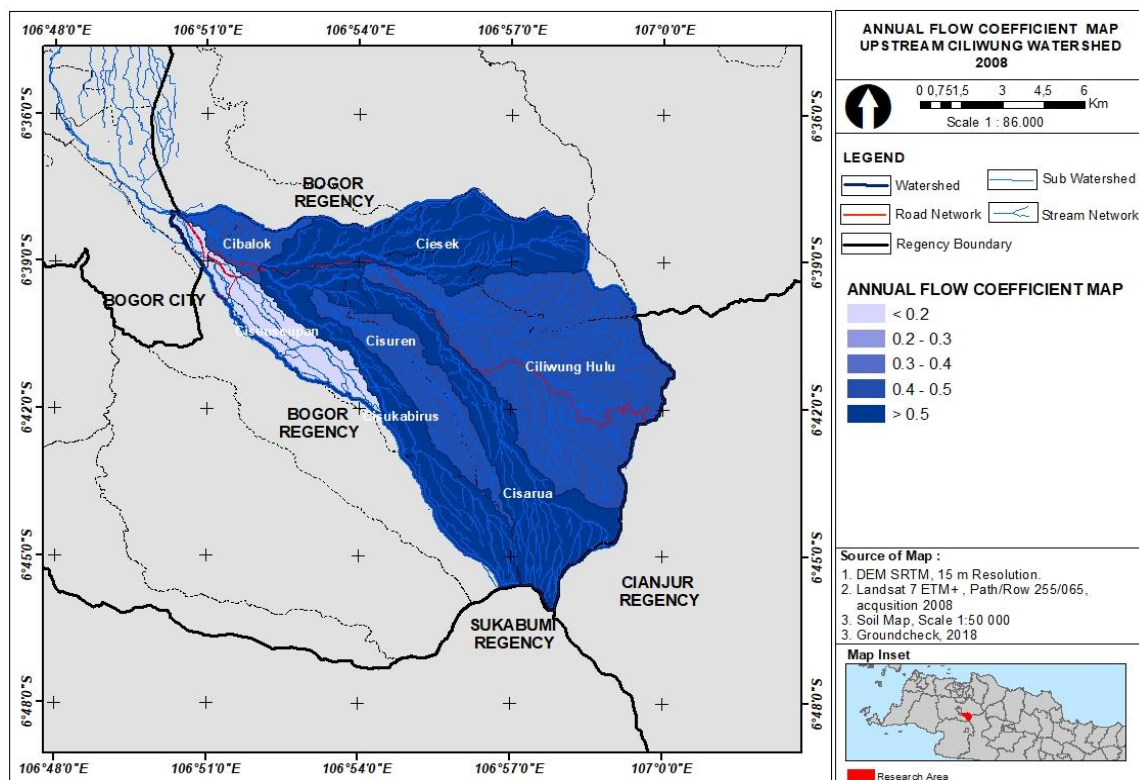 106°48'0"E 106°51'0"E 106°54'0"E 106°57'0"E 107°0'0"E
6°36'0"S
6°39'0"S
6°42'0"S
6°45'0"S
6°48'0"S
BOGOR
REGENCY
Cibalok
Ciesek
BOGOR CITY
Ciseuseupan
Cisuren
Ciliwung Hulu
BOGOR
REGENCY
Cisukabirus
Cisarua
CIANJUR
REGENCY
SUKABUMI
REGENCY
6°36'0"S
6°39'0"S
6°42'0"S
6°45'0"S
6°48'0"S
106°48'0"E 106°51'0"E 106°54'0"E 106°57'0"E 107°0'0"E
ANNUAL FLOW COEFFICIENT MAP
UPSTREAM CILIWUNG WATERSHED
2008
0 0,751,5 3 4,5 6
Km
Scale 1 : 86.000
LEGEND
Watershed Sub Watershed
Road Network Stream Network
Regency Boundary
ANNUAL FLOW COEFFICIENT MAP
< 0.2
0.2 - 0.3
0.3 - 0.4
0.4 - 0.5
> 0.5
Source of Map :
1. DEM SRTM, 15 m Resolution.
2. Landsat 7 ETM+ , Path/Row 255/065,
acqusition 2008
3. Soil Map, Scale 1:50 000
3. Groundcheck, 2018
Map Inset
Research Area